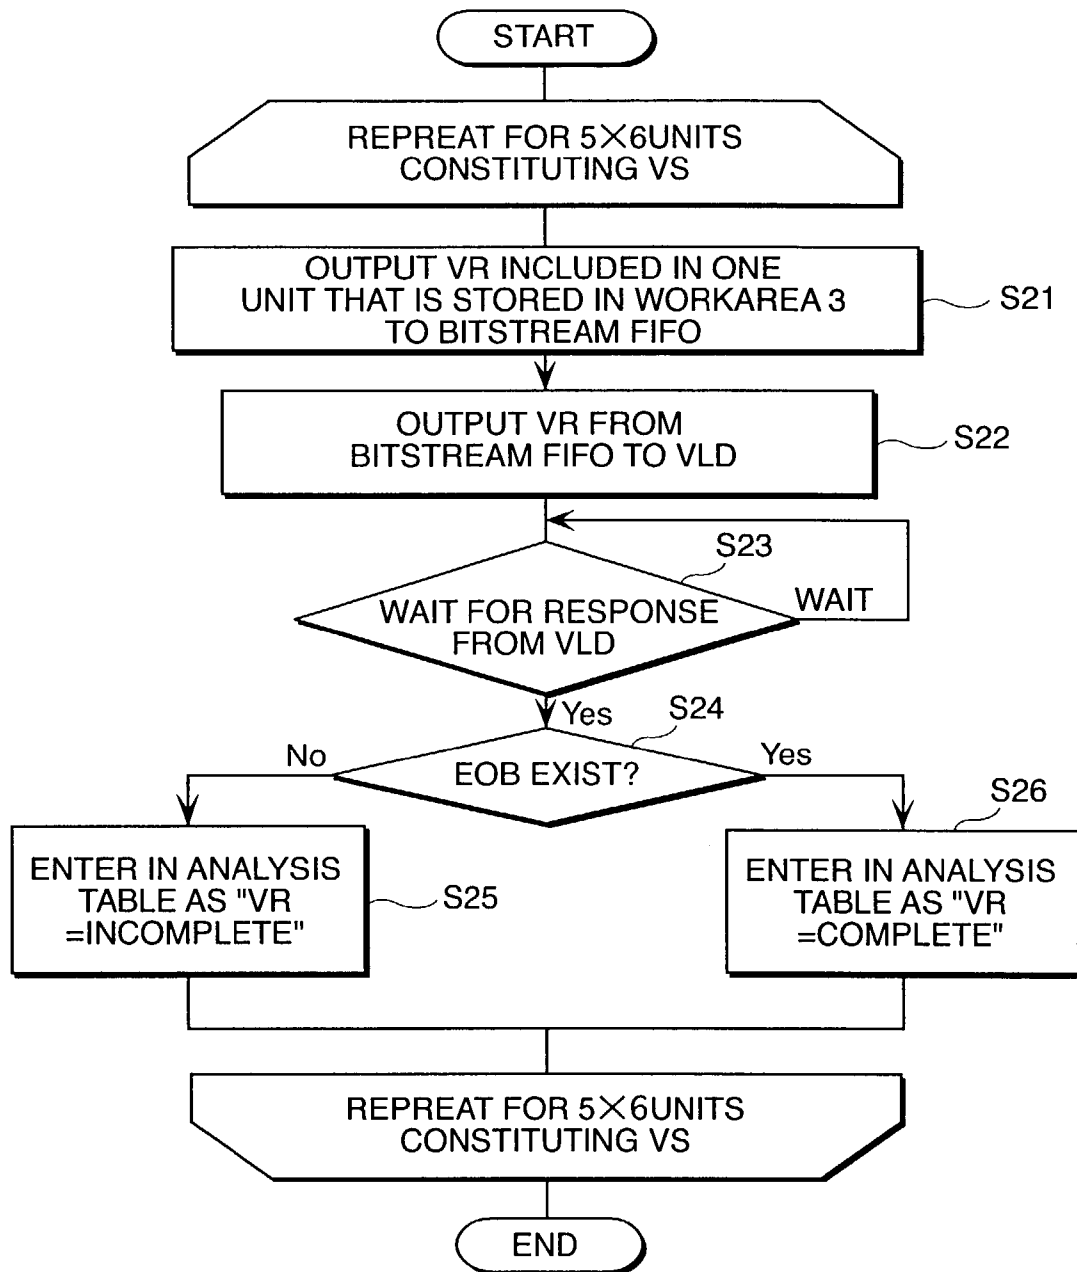 START
REPREAT FOR 5×6UNITS
CONSTITUTING VS
OUTPUT VR INCLUDED IN ONE
UNIT THAT IS STORED IN WORKAREA 3
TO BITSTREAM FIFO
S21
OUTPUT VR FROM
BITSTREAM FIFO TO VLD
S22
S23
WAIT FOR RESPONSE
FROM VLD
WAIT
Yes
S24
EOB EXIST?
No
Yes
ENTER IN ANALYSIS
TABLE AS "VR
=INCOMPLETE"
S25
S26
ENTER IN ANALYSIS
TABLE AS "VR
=COMPLETE"
REPREAT FOR 5×6UNITS
CONSTITUTING VS
END